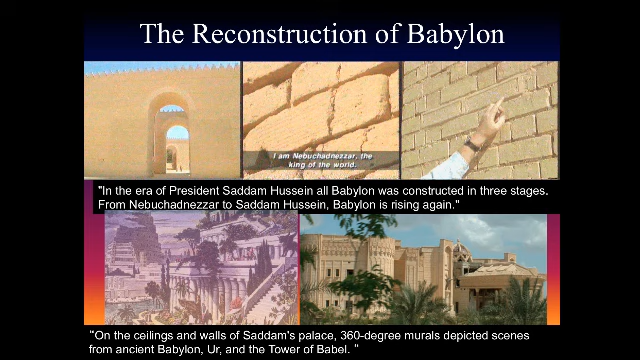 The Reconstruction of Babylon
I am Nebuchadnezzar, the
king of the world.
"In the era of President Saddam Hussein all Babylon was constructed in three stages.
From Nebuchadnezzar to Saddam Hussein, Babylon is rising again."
“On the ceilings and walls of Saddam's palace, 360-degree murals depicted scenes
from ancient Babylon, Ur, and the Tower of Babel. ”